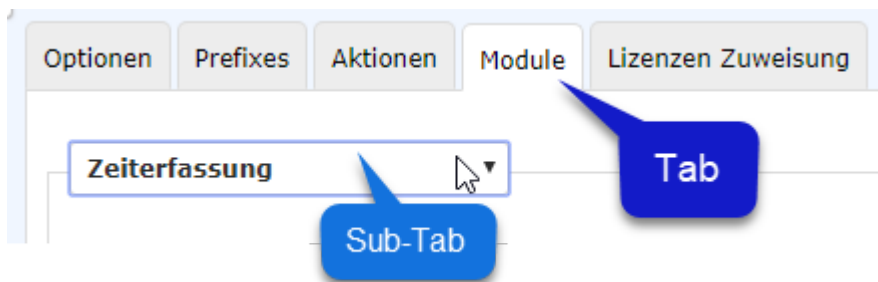 Optionen Prefixes Aktionen Module Lizenzen Zuweisung
Zeiterfassung
Tab
Sub-Tab